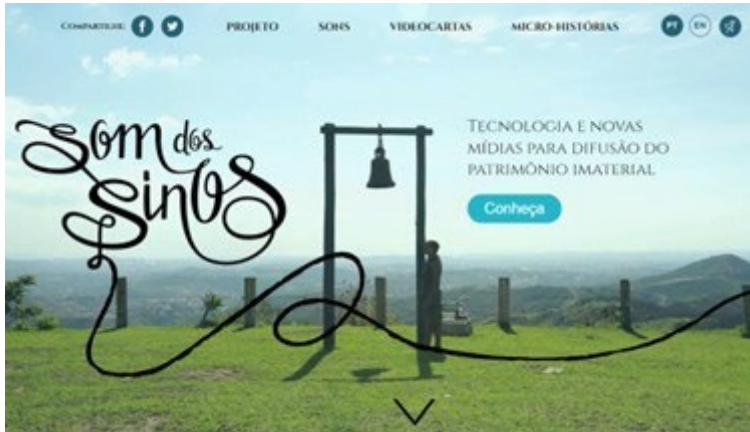 COMPARTILHE:
PROJETO
SONS
VIDEOCARTAS
MICRO-HISTÓRIAS
PT
EN
Som dos
Sinos
TECNOLOGIA E NOVAS
MÍDIAS PARA DIFUSÃO DO
PATRIMÔNIO IMATERIAL
Conheça